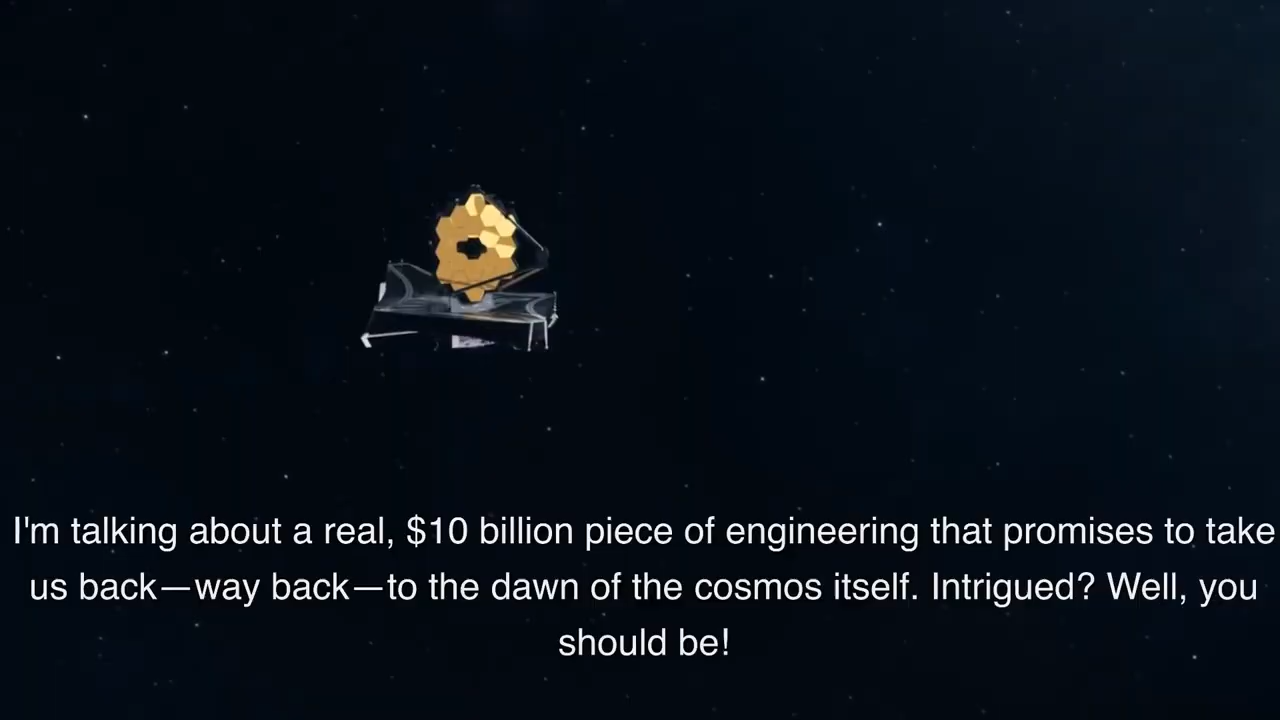 I'm talking about a real, $10 billion piece of engineering that promises to take
us back—way back—to the dawn of the cosmos itself. Intrigued? Well, you
should be!